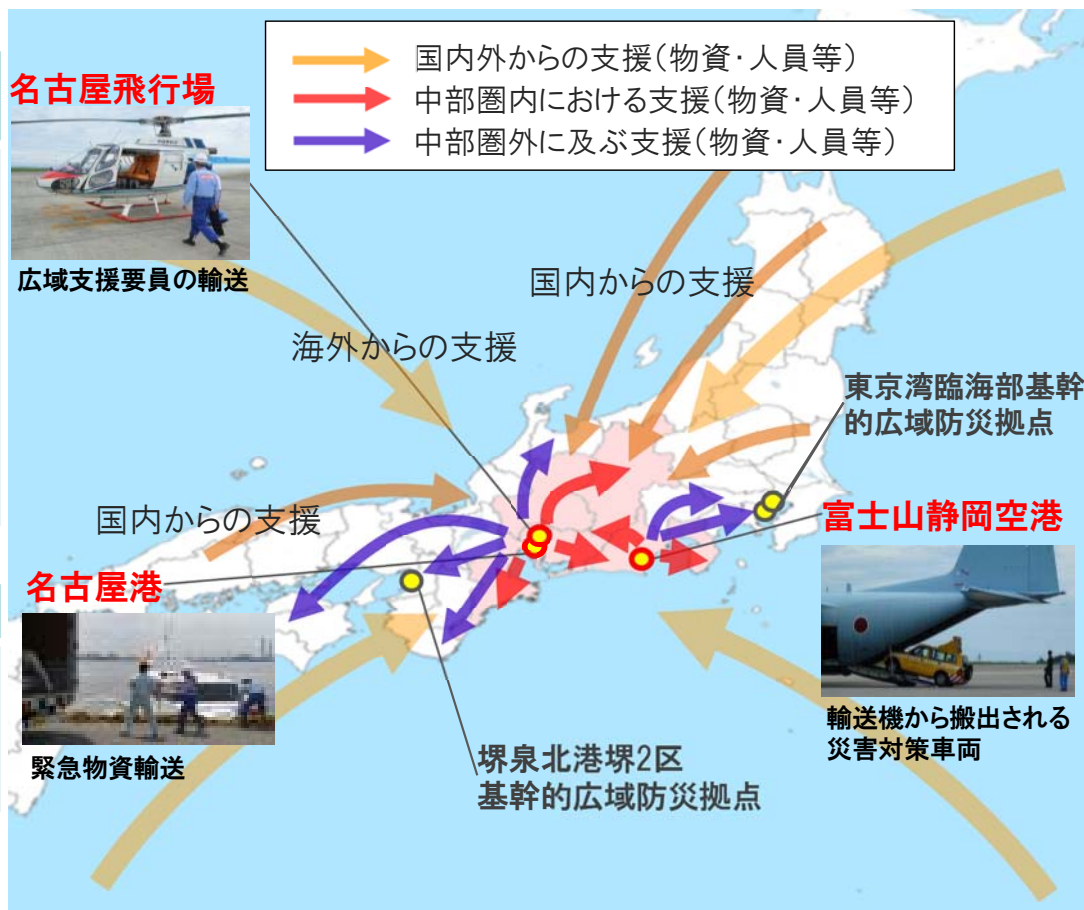 国内外からの支援(物資・人員等)
中部圏内における支援(物資・人員等)
中部圏外に及ぶ支援(物資・人員等)
名古屋飛行場
広域支援要員の輸送
国内からの支援
海外からの支援
東京湾臨海部基幹
的広域防災拠点
国内からの支援
富士山静岡空港
名古屋港
輸送機から搬出される
災害対策車両
緊急物資輸送
堺泉北港堺2区
基幹的広域防災拠点